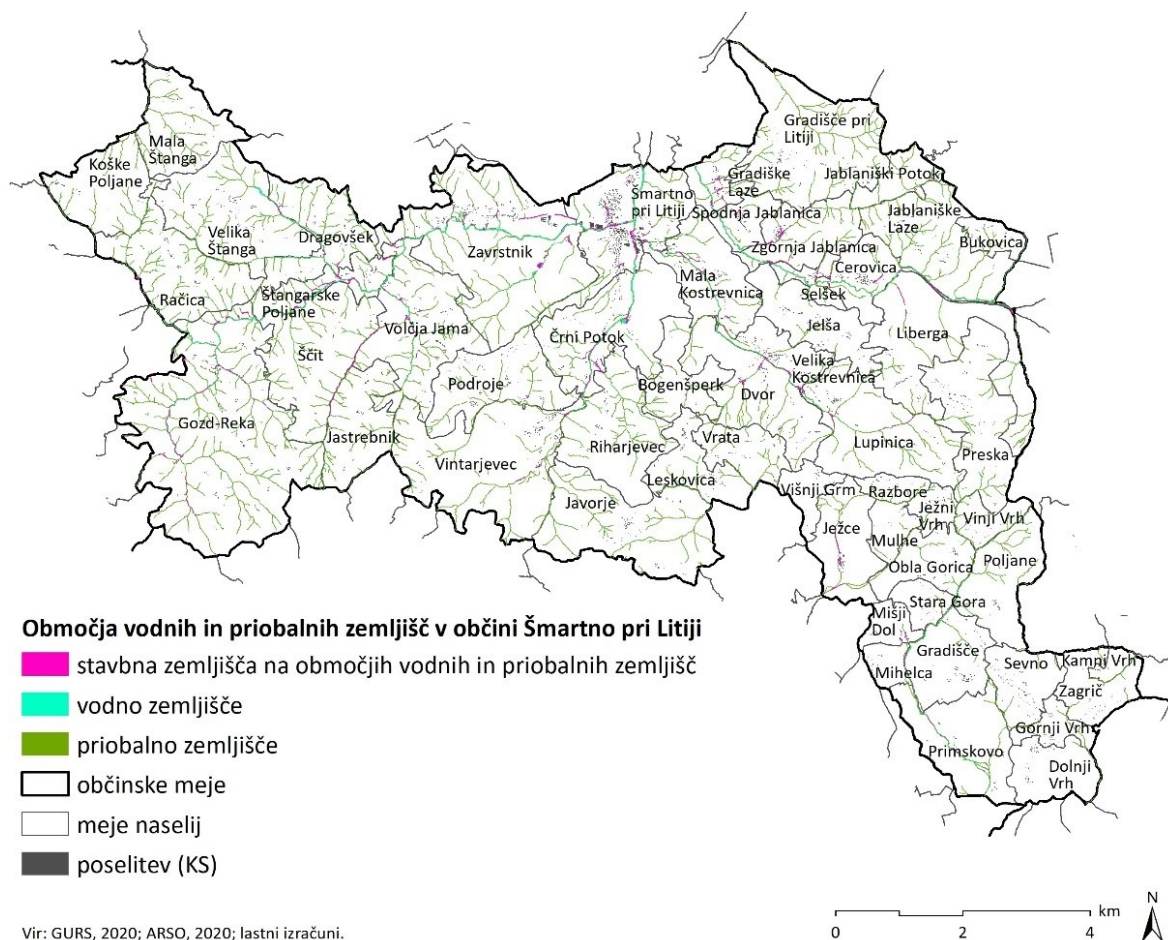 Gradišče pri
Litiji
Mala
Štanga
Koške
Poljane
Gradiške
Laze
Jablaniški Potok
Šmartno
pri Litiji
Spodnja Jablanica
Jablaniške
Laze
Velika
Štanga
Dragovšek
Zavrstnik
Zgornja Jablanica
Bukovica
Cerovica
Mala
Kostrevnica
Račica
Štangarske
Poljane
Selšek
Volčja Jama
Črni Potok
Jelša
Liberga
Ščit
Podroje
Bogenšperk
Dvor
Velika
Kostrevnica
Gozd-Reka
Jastrebnik
Vintarjevec
Riharjevec
Vrata
Lupinica
Preska
Leskovica
Javorje
Višnji Grm
Razbore
Ježni
Vrh
Vinji Vrh
Ježce
Mulhe
Obla Gorica
Poljane
Stara Gora
Mišji
Dol
Gradišče
Mihelca
Sevno
Kamni Vrh
Zagrič
Gornji Vrh
Primskovo
Dolnji
Vrh
Območja vodnih in priobalnih zemljišč v občini Šmartno pri Litiji
stavbna zemljišča na območjih vodnih in priobalnih zemljišč
vodno zemljišče
priobalno zemljišče
občinske meje
meje naselij
poselitev (KS)
Vir: GURS, 2020; ARSO, 2020; lastni izračuni.
km
0 2 4
N